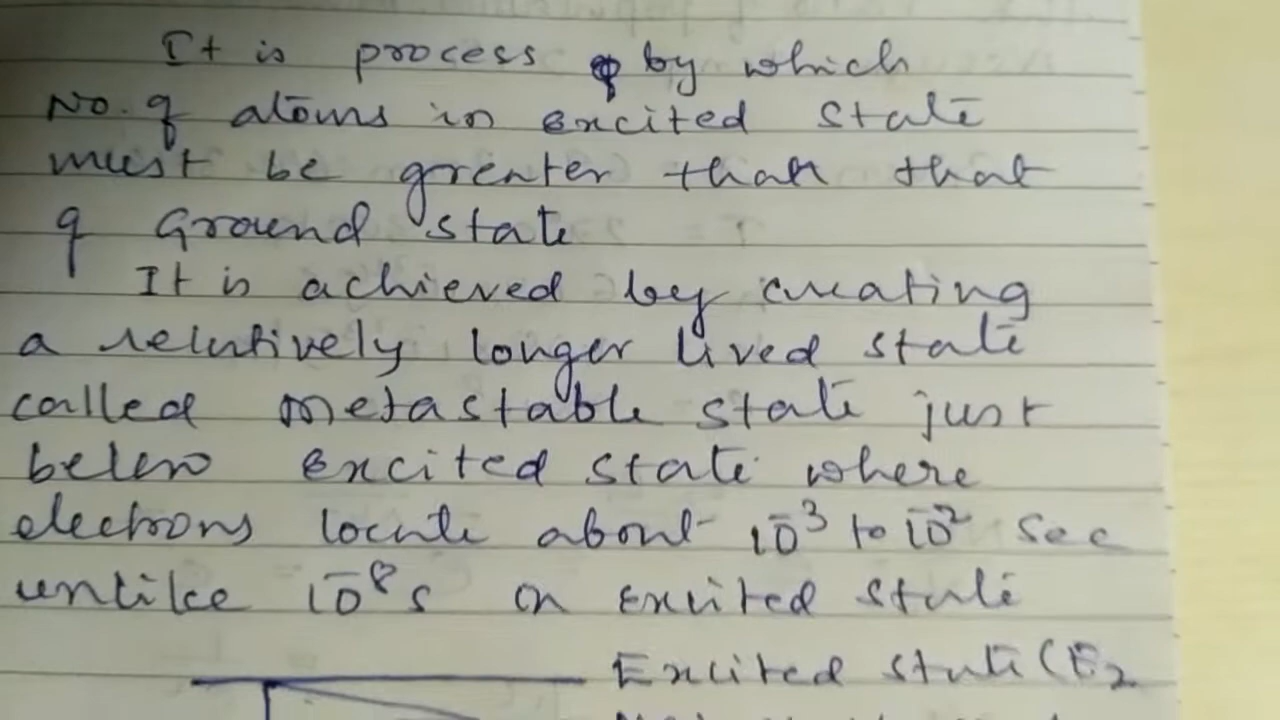 It is process by which
No. of atoms in excited state
must be greater than that
of Ground state
It is achieved by creating
a relatively longer lived state
called metastable state just
below excited state where
electrons locate about 10⁻³ to 10⁻² sec
unlike 10⁻⁸s on excited state
Excited state (E₂